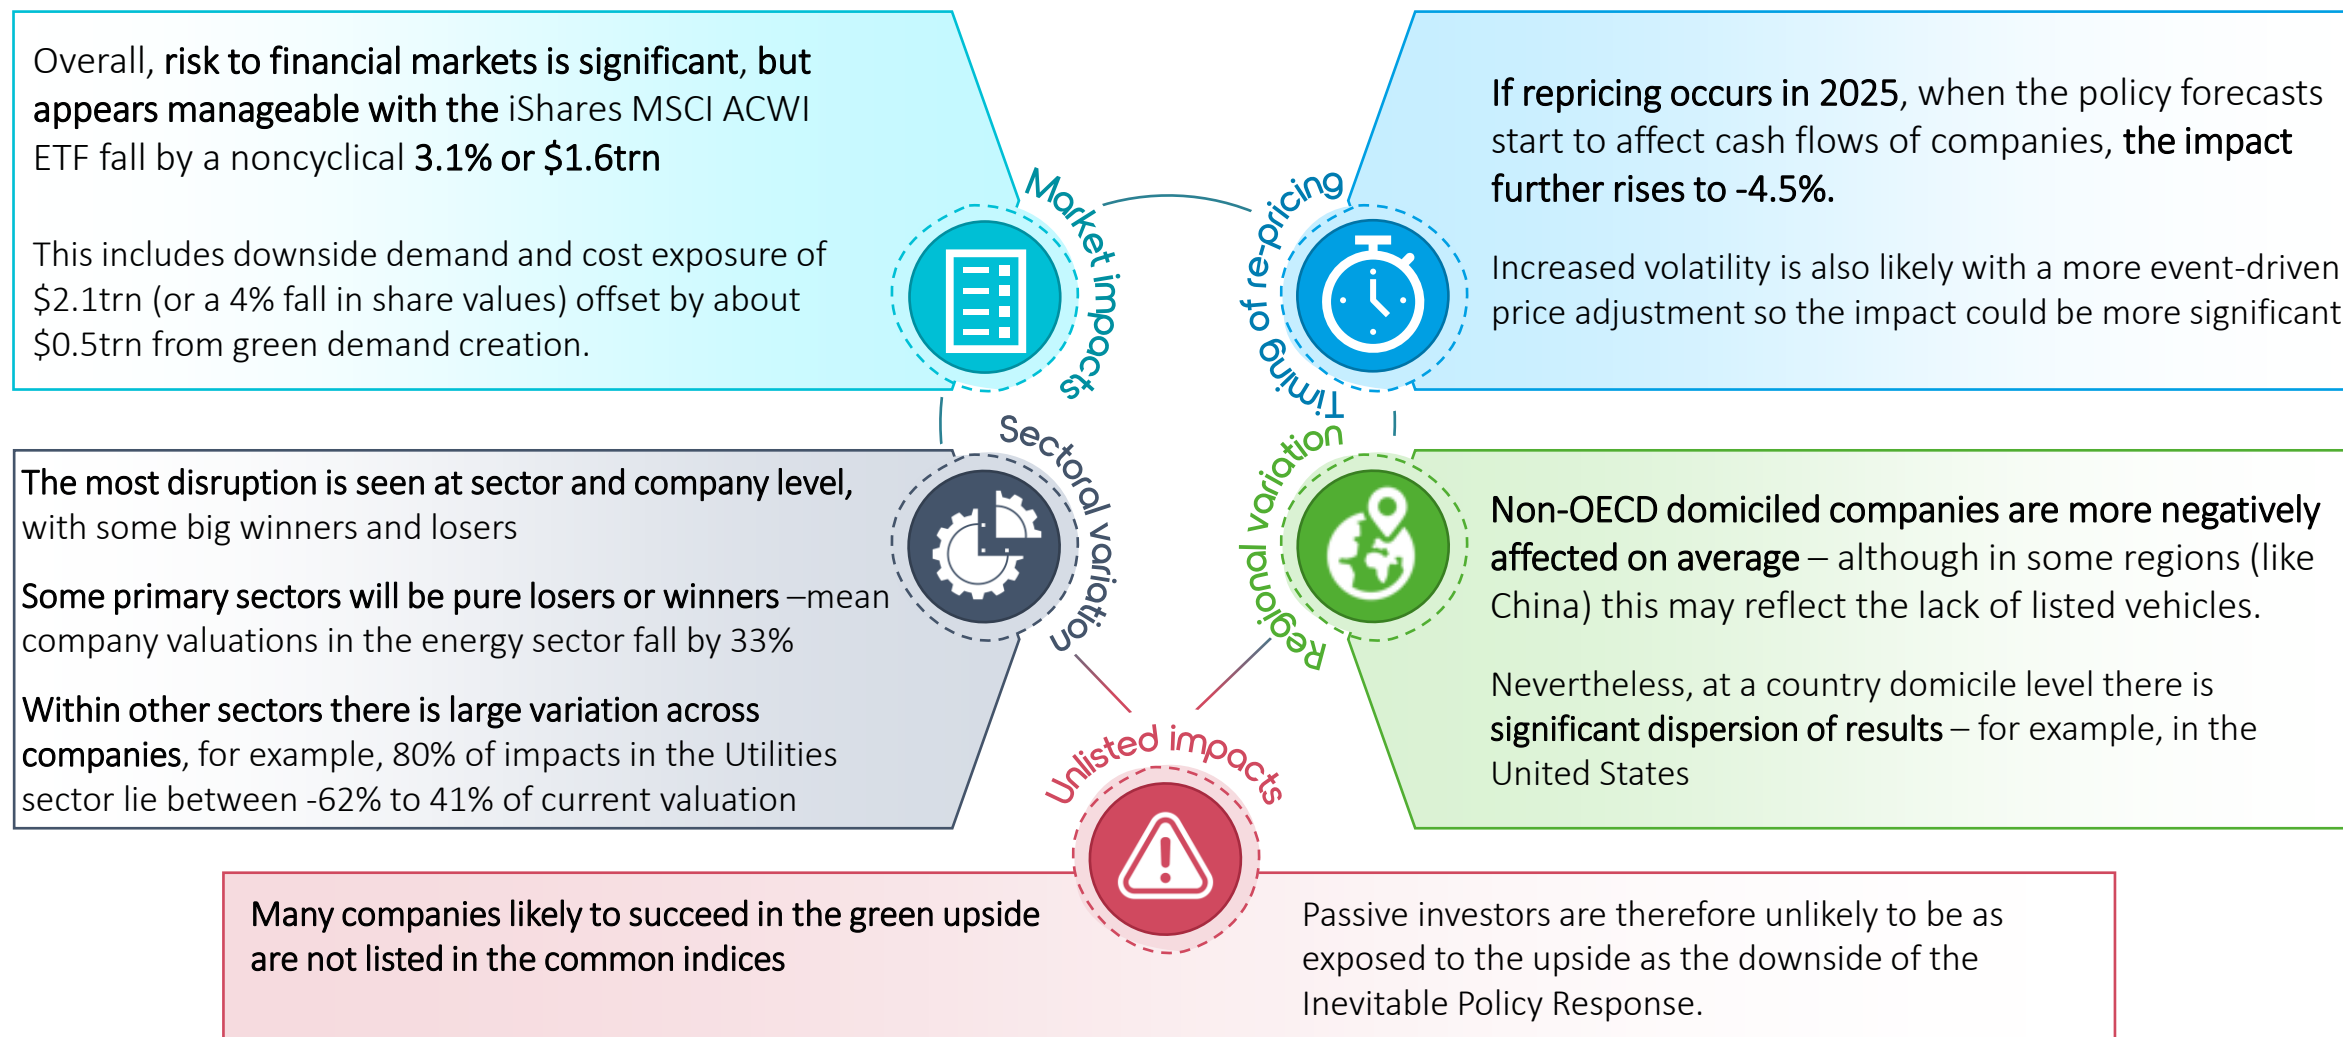 Overall, risk to financial markets is significant, but
appears manageable with the iShares MSCI ACWI
ETF fall by a noncyclical 3.1% or $1.6trn
This includes downside demand and cost exposure of
$2.1trn (or a 4% fall in share values) offset by about
$0.5trn from green demand creation.
Market impacts
Timing of re-pricing
If repricing occurs in 2025, when the policy forecasts
start to affect cash flows of companies, the impact
further rises to -4.5%.
Increased volatility is also likely with a more event-driven
price adjustment so the impact could be more significant
The most disruption is seen at sector and company level,
with some big winners and losers
Some primary sectors will be pure losers or winners –mean
company valuations in the energy sector fall by 33%
Within other sectors there is large variation across
companies, for example, 80% of impacts in the Utilities
sector lie between -62% to 41% of current valuation
Sectoral variation
Regional variation
Non-OECD domiciled companies are more negatively
affected on average – although in some regions (like
China) this may reflect the lack of listed vehicles.
Nevertheless, at a country domicile level there is
significant dispersion of results – for example, in the
United States
Unlisted impacts
Many companies likely to succeed in the green upside
are not listed in the common indices
Passive investors are therefore unlikely to be as
exposed to the upside as the downside of the
Inevitable Policy Response.